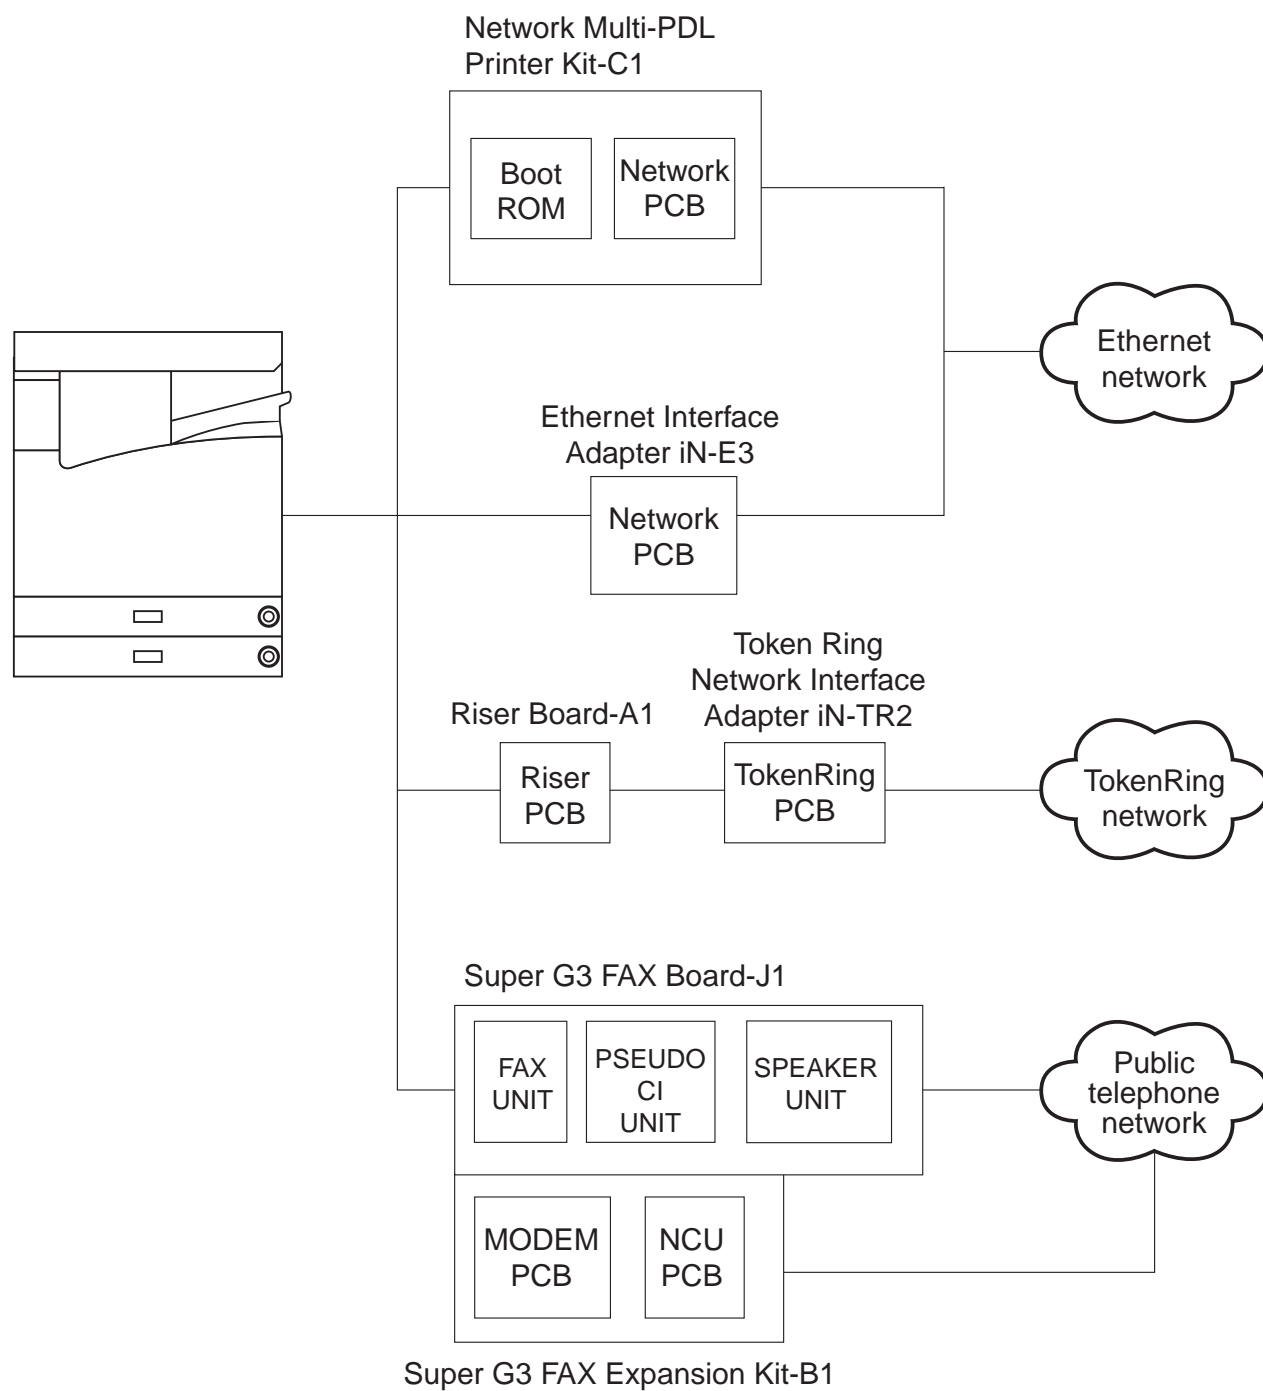 Network Multi-PDL
Printer Kit-C1
Boot
ROM
Network
PCB
Ethernet
network
Ethernet Interface
Adapter iN-E3
Network
PCB
Token Ring
Network Interface
Adapter iN-TR2
Riser Board-A1
Riser
PCB
TokenRing
PCB
TokenRing
network
Super G3 FAX Board-J1
FAX
UNIT
PSEUDO
CI
UNIT
SPEAKER
UNIT
Public
telephone
network
MODEM
PCB
NCU
PCB
Super G3 FAX Expansion Kit-B1